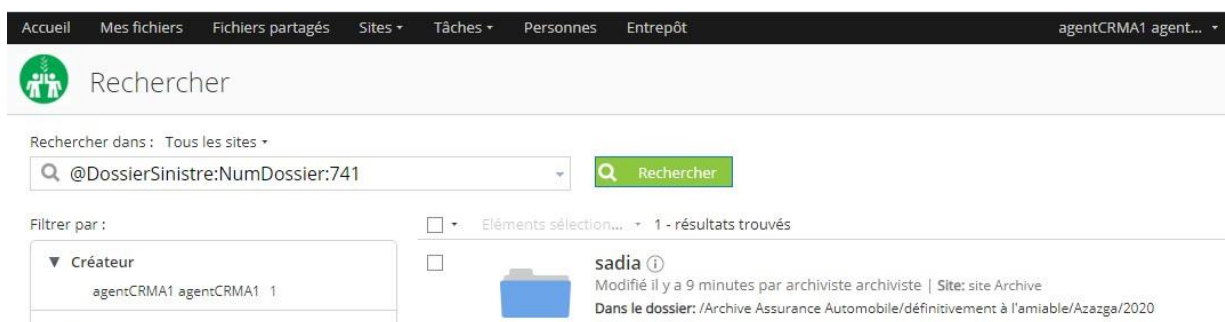 Accueil Mes fichiers Fichiers partagés Sites Tâches Personnes Entrepôt agentCRMA1 agent...
Rechercher
Rechercher dans : Tous les sites
@DossierSinistre:NumDossier:741 Rechercher
Filtrer par : Eléments sélection... 1 - résultats trouvés
Créateur
agentCRMA1 agentCRMA1 1
sadia
Modifié il y a 9 minutes par archiviste archiviste | Site: site Archive
Dans le dossier: /Archive Assurance Automobile/définitivement à l'amiable/Azazga/2020